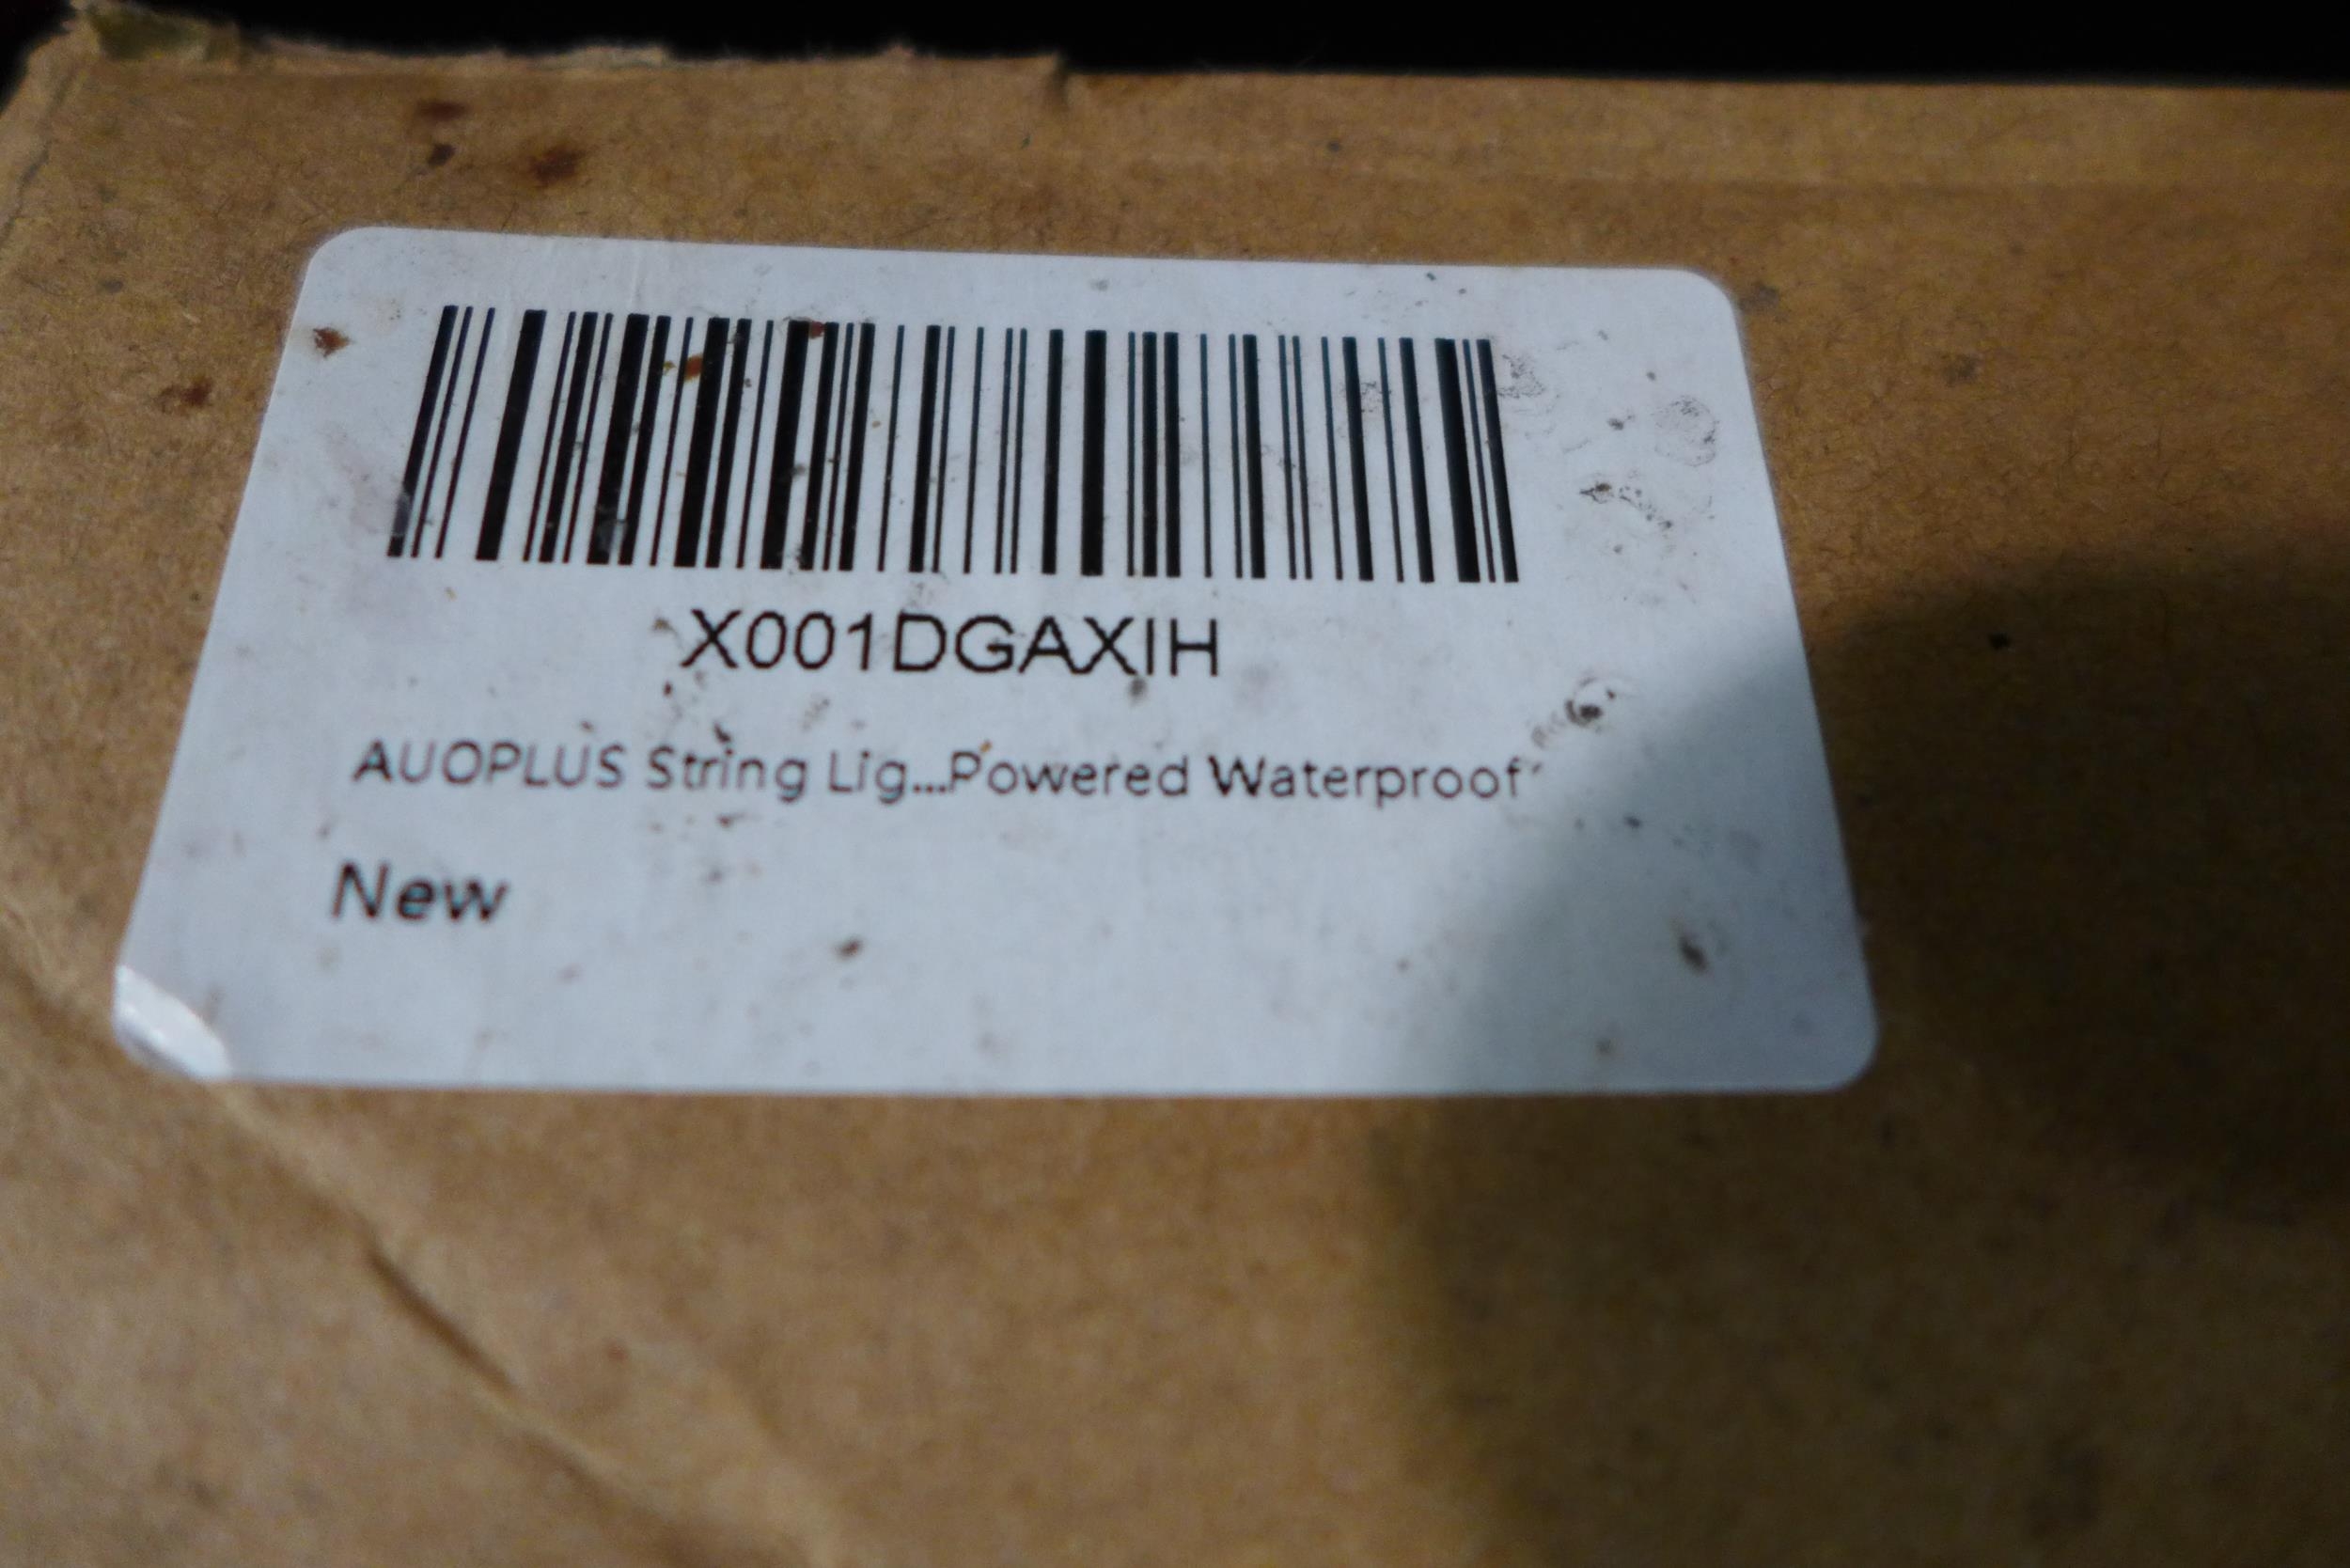 X001DGAXIH
AUOPLUS String Lig...Powered Waterproof
New